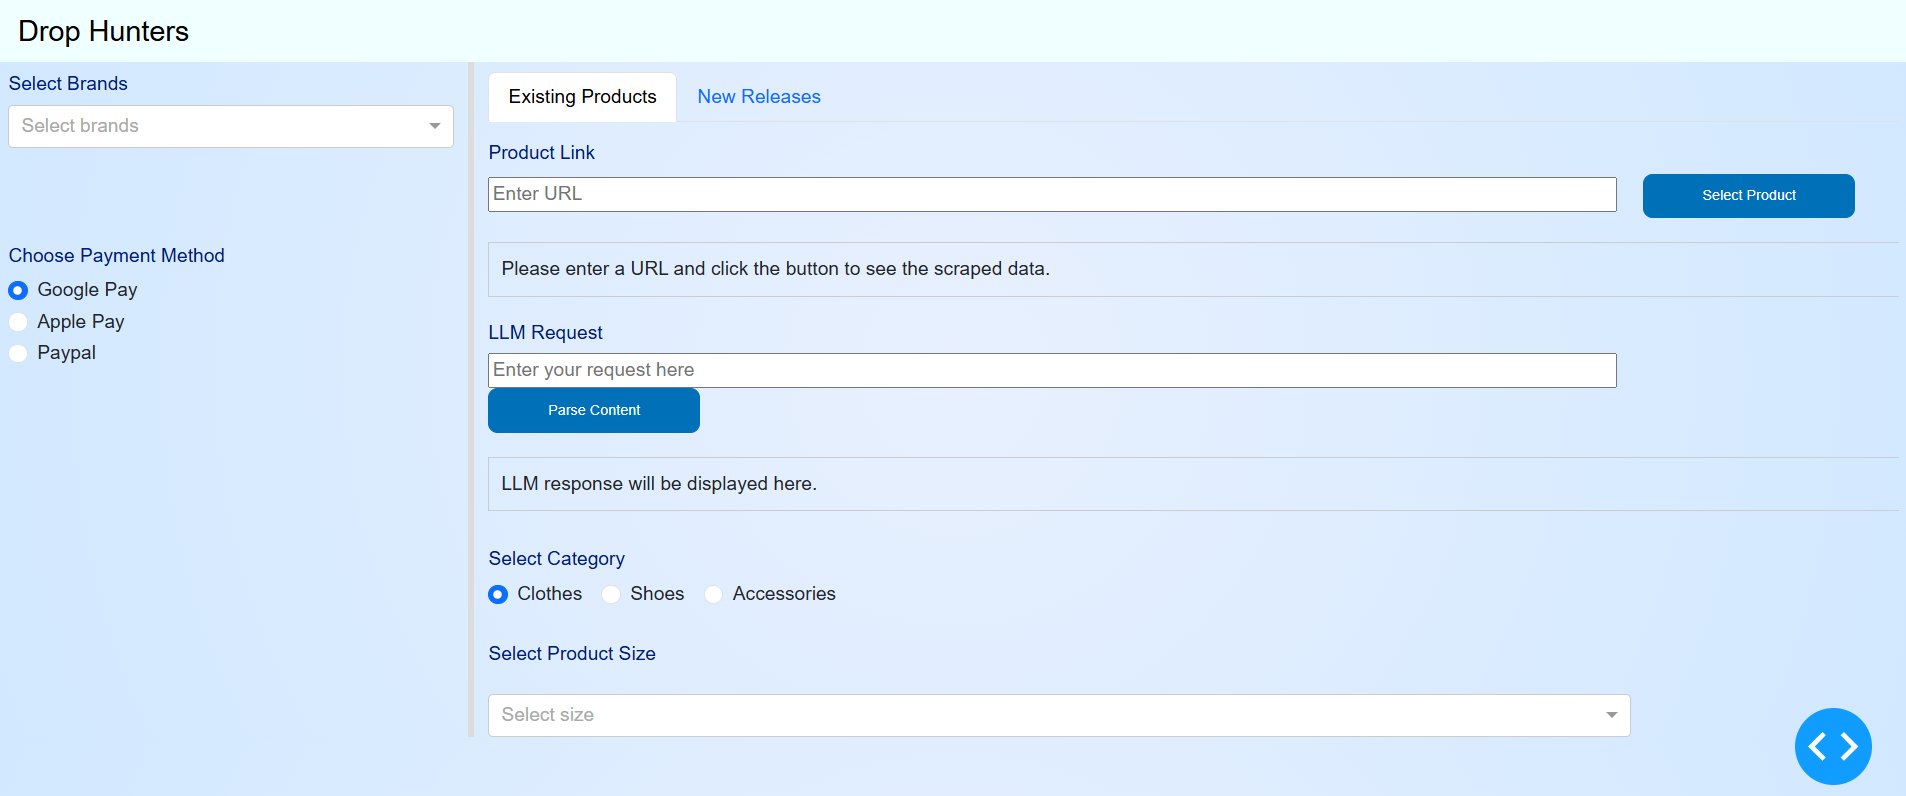 Drop Hunters
Select Brands
Select brands
Choose Payment Method
Google Pay
Apple Pay
Paypal
Existing Products
New Releases
Product Link
Enter URL
Select Product
Please enter a URL and click the button to see the scraped data.
LLM Request
Enter your request here
Parse Content
LLM response will be displayed here.
Select Category
Clothes Shoes Accessories
Select Product Size
Select size